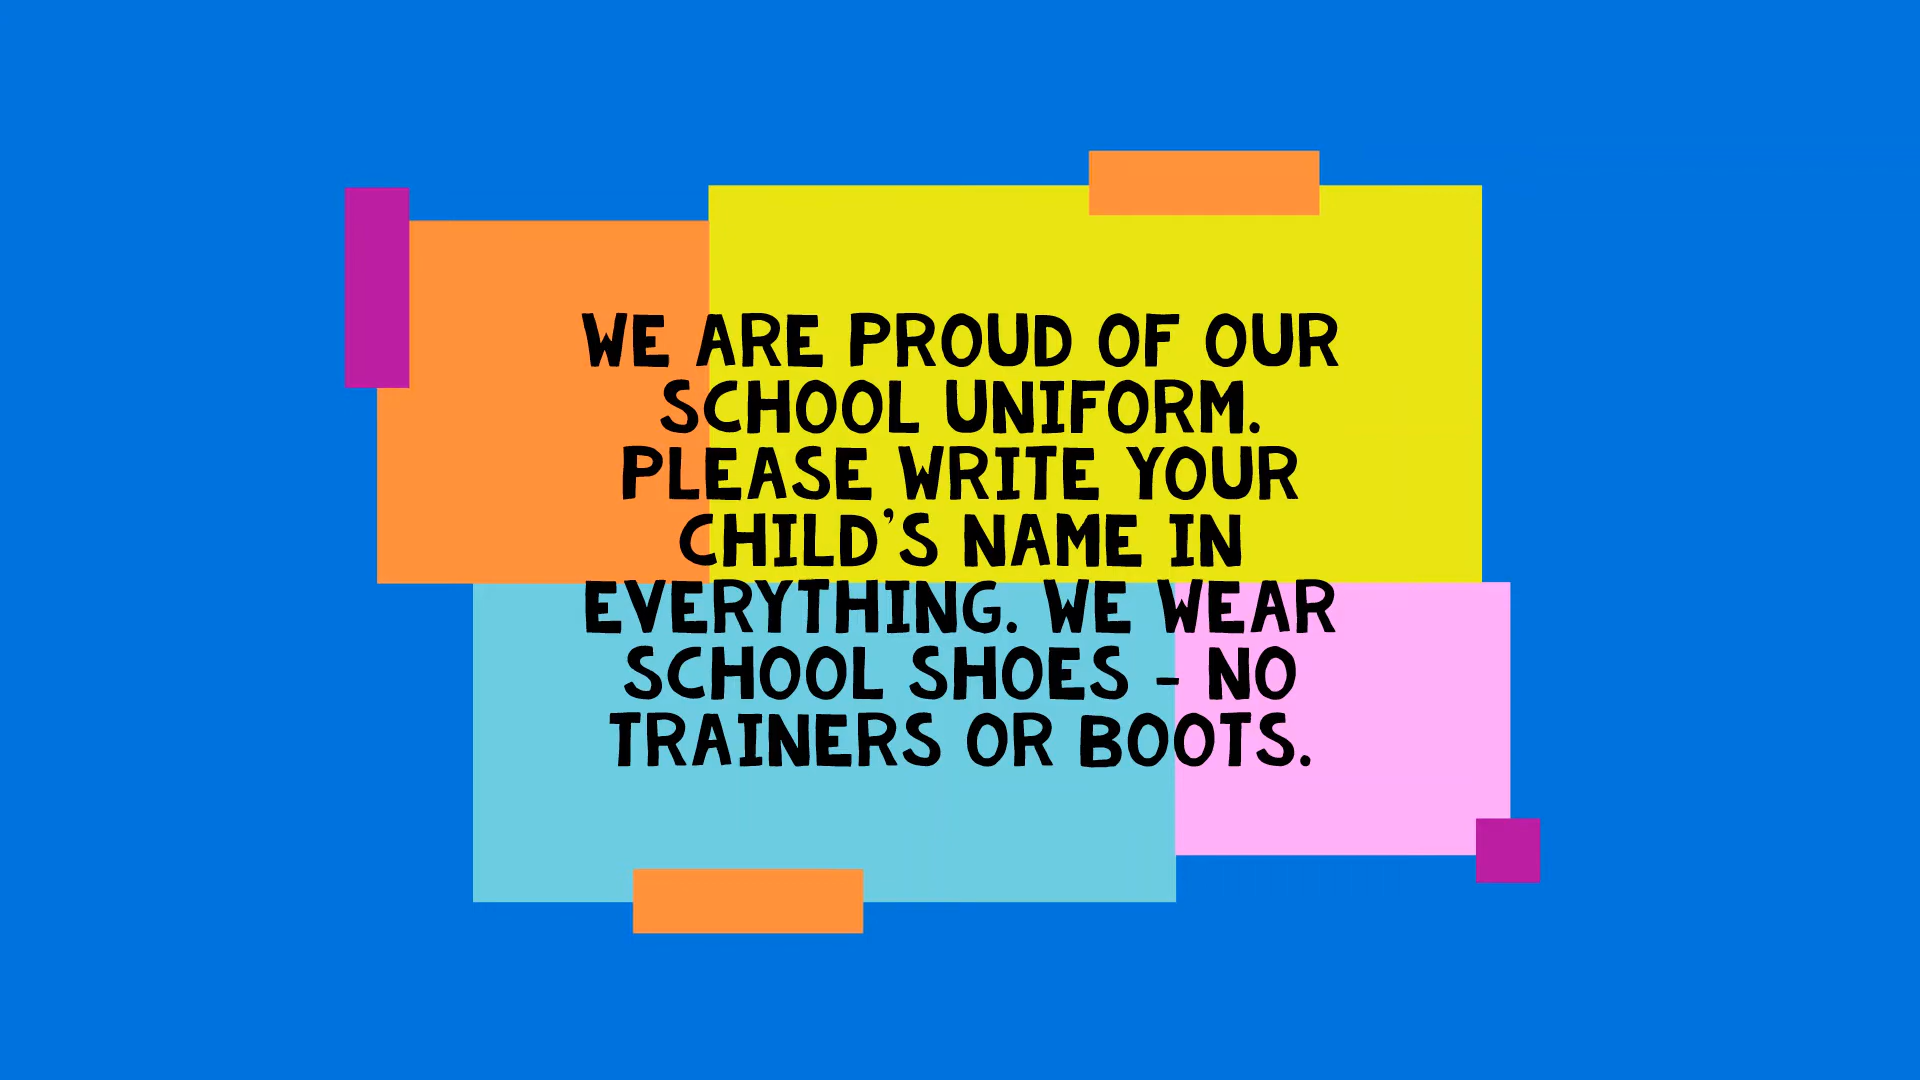 WE ARE PROUD OF OUR
SCHOOL UNIFORM.
PLEASE WRITE YOUR
CHILD'S NAME IN
EVERYTHING. WE WEAR
SCHOOL SHOES - NO
TRAINERS OR BOOTS.